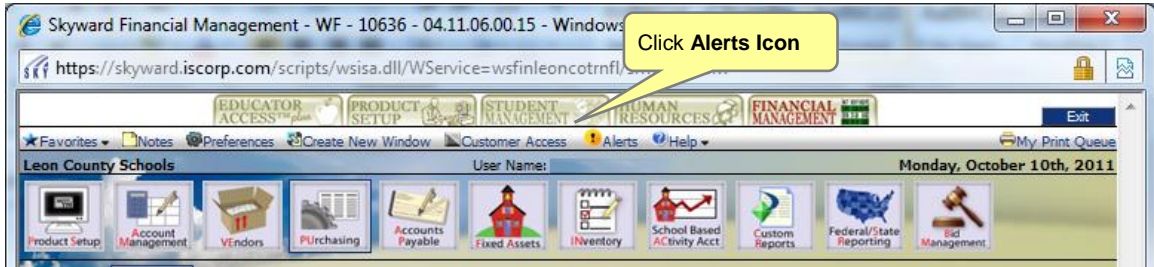 Skyward Financial Management - WF - 10636 - 04.11.06.00.15 - Windows
Click Alerts Icon
SKY https://skyward.iscorp.com/scripts/wsisa.dll/WService=wsfinleoncotrnfl/
EDUCATOR ACCESS™plus PRODUCT SETUP STUDENT MANAGEMENT HUMAN RESOURCES FINANCIAL MANAGEMENT
Exit
Favorites Notes Preferences Create New Window Customer Access Alerts Help My Print Queue
Leon County Schools User Name: Monday, October 10th, 2011
Product Setup
Account Management
VEndors
PUrchasing
Accounts Payable
Fixed Assets
INventory
School Based ACtivity Acct
Custom Reports
Federal/State Reporting
Bid Management